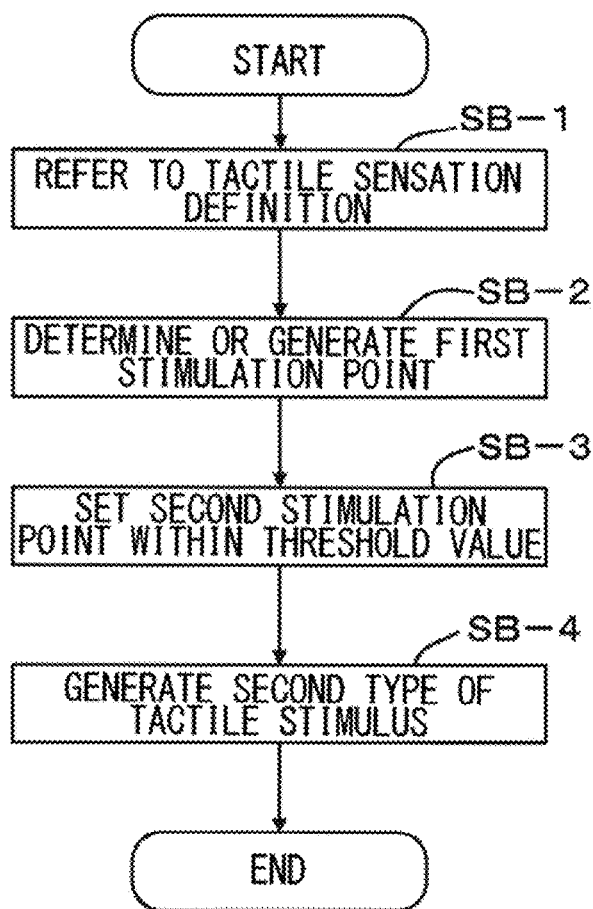 START
SB-1
REFER TO TACTILE SENSATION
DEFINITION
SB-2
DETERMINE OR GENERATE FIRST
STIMULATION POINT
SB-3
SET SECOND STIMULATION
POINT WITHIN THRESHOLD VALUE
SB-4
GENERATE SECOND TYPE OF
TACTILE STIMULUS
END